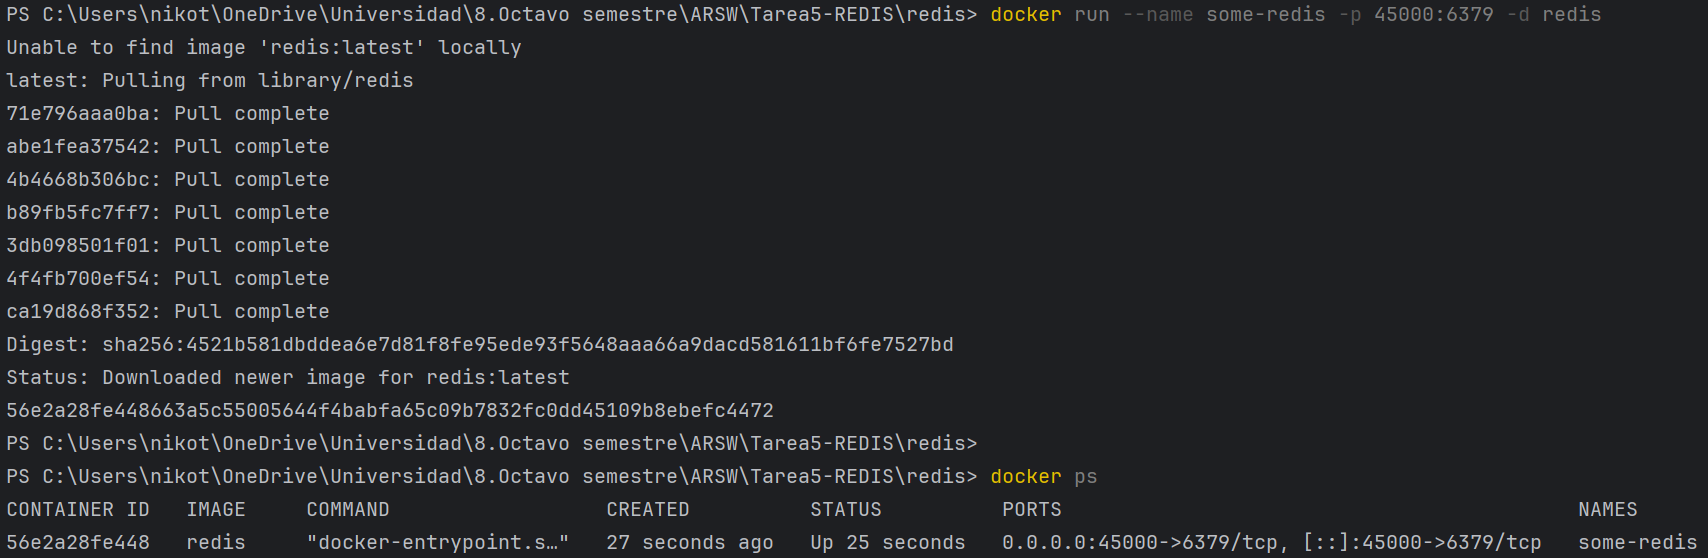 PS C:\Users\nikot\OneDrive\Universidad\8.Octavo semestre\ARSW\Tarea5-REDIS\redis> docker run --name some-redis -p 45000:6379 -d redis
Unable to find image 'redis:latest' locally
latest: Pulling from library/redis
71e796aaa0ba: Pull complete
abe1fea37542: Pull complete
4b4668b306bc: Pull complete
b89fb5fc7ff7: Pull complete
3db098501f01: Pull complete
4f4fb700ef54: Pull complete
ca19d868f352: Pull complete
Digest: sha256:4521b581dbddea6e7d81f8fe95ede93f5648aaa66a9dacd581611bf6fe7527bd
Status: Downloaded newer image for redis:latest
56e2a28fe448663a5c55005644f4babfa65c09b7832fc0dd45109b8ebefc4472
PS C:\Users\nikot\OneDrive\Universidad\8.Octavo semestre\ARSW\Tarea5-REDIS\redis>
PS C:\Users\nikot\OneDrive\Universidad\8.Octavo semestre\ARSW\Tarea5-REDIS\redis> docker ps
CONTAINER ID   IMAGE     COMMAND                  CREATED          STATUS          PORTS                                           NAMES
56e2a28fe448   redis     "docker-entrypoint.s…"   27 seconds ago   Up 25 seconds   0.0.0.0:45000->6379/tcp, [::]:45000->6379/tcp   some-redis